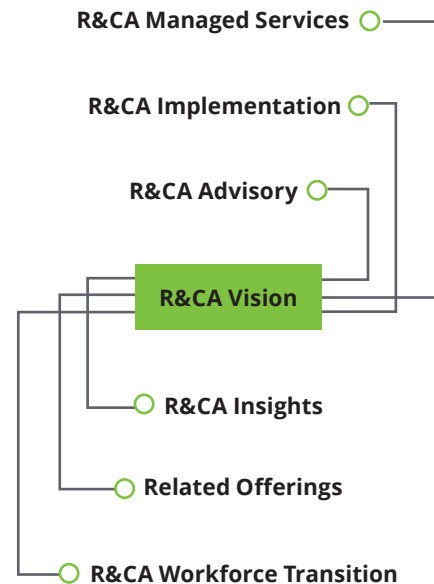 R&CA Managed Services
R&CA Implementation
R&CA Advisory
R&CA Vision
R&CA Insights
Related Offerings
R&CA Workforce Transition